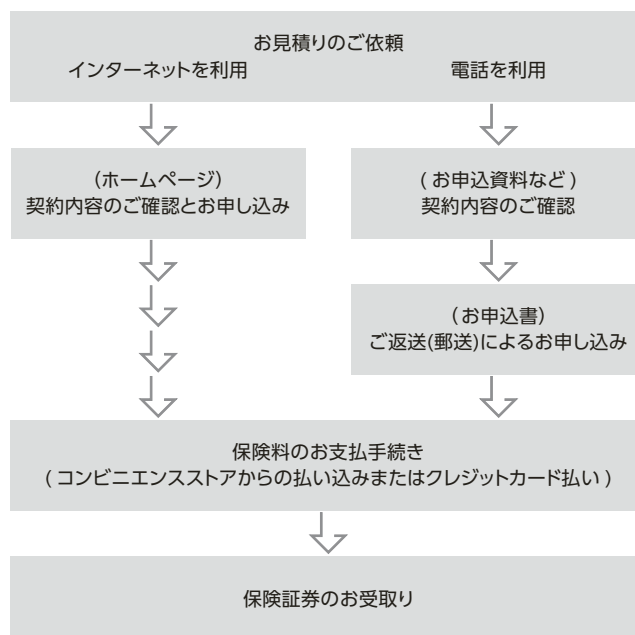 お見積りのご依頼
インターネットを利用
電話を利用
（ホームページ）
契約内容のご確認とお申し込み
( お申込資料など )
契約内容のご確認
（お申込書）
ご返送(郵送)によるお申し込み
保険料のお支払手続き
( コンビニエンスストアからの払い込みまたはクレジットカード払い )
保険証券のお受取り